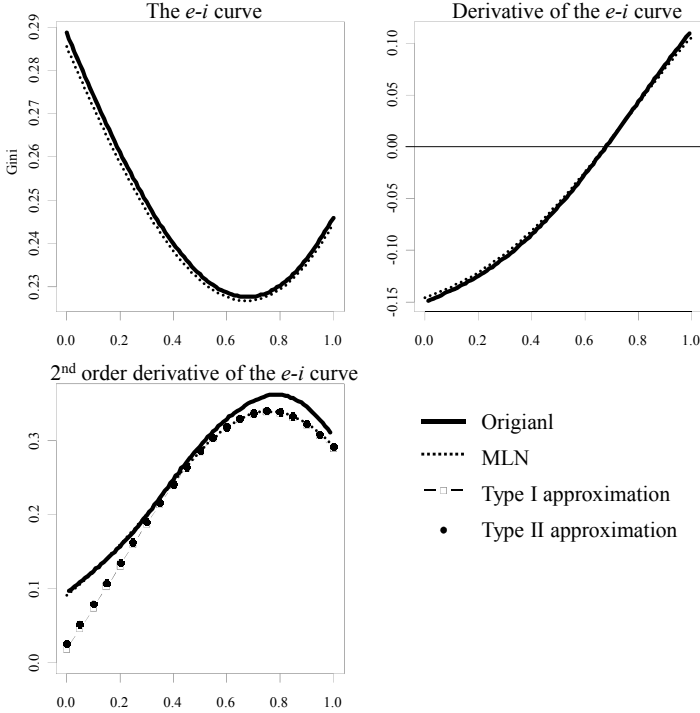 The e-i curve
Derivative of the e-i curve
Gini
0.29
0.28
0.27
0.26
0.25
0.24
0.23
0.0 0.2 0.4 0.6 0.8 1.0
0.10
0.05
0.00
-0.05
-0.10
-0.15
0.0 0.2 0.4 0.6 0.8 1.0
2nd order derivative of the e-i curve
0.3
0.2
0.1
0.0
0.0 0.2 0.4 0.6 0.8 1.0
Origianl
MLN
Type I approximation
Type II approximation